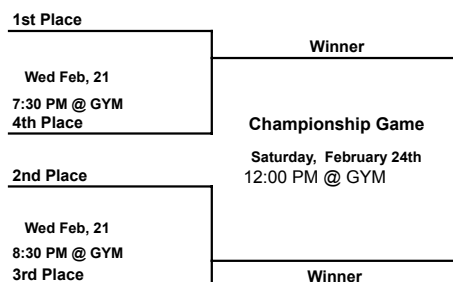 1st Place
Winner
Wed Feb, 21
7:30 PM @ GYM
4th Place
Championship Game
Saturday, February 24th
12:00 PM @ GYM
2nd Place
Wed Feb, 21
8:30 PM @ GYM
3rd Place
Winner